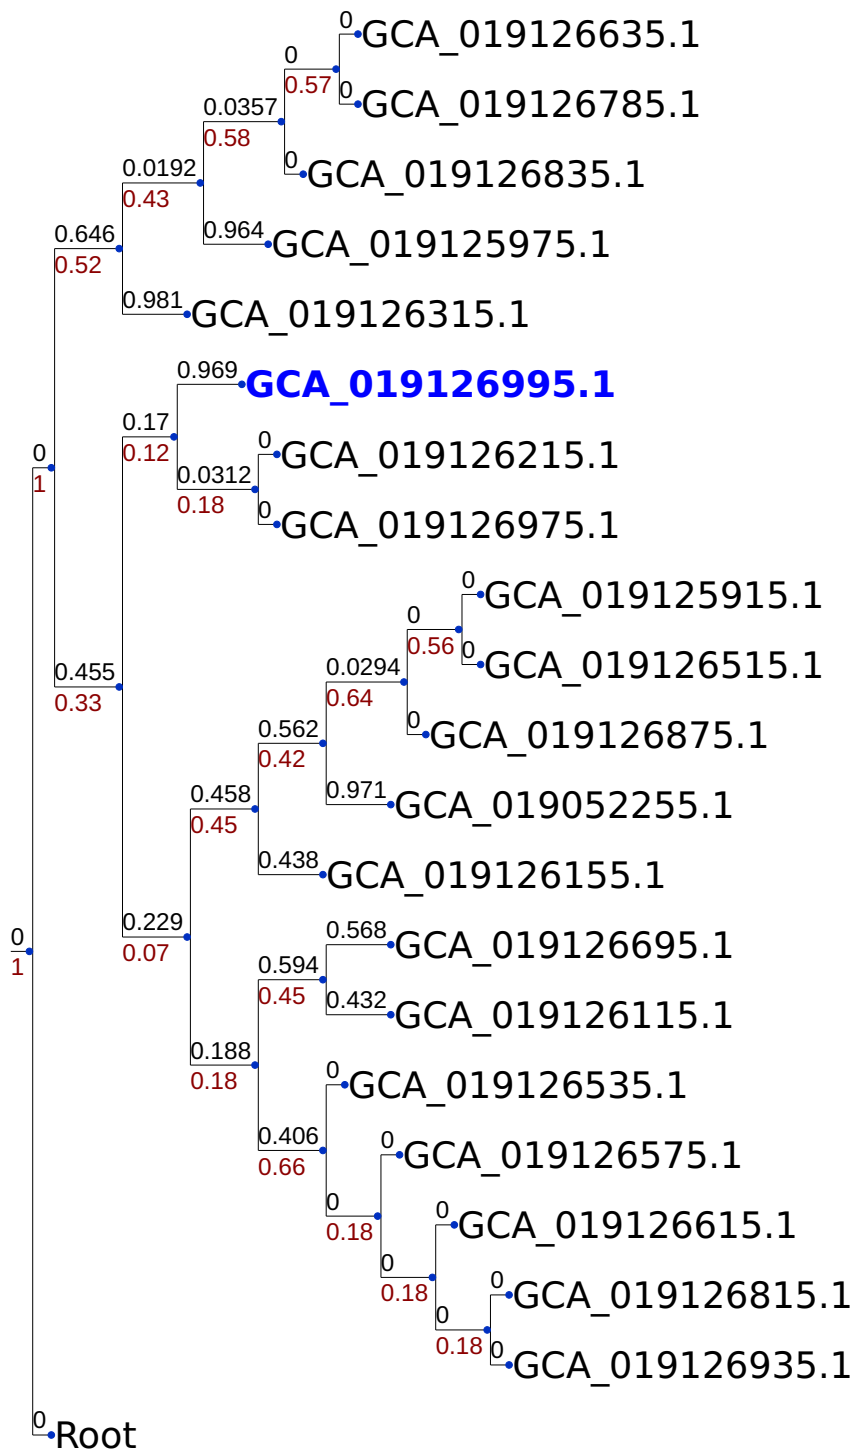 0
GCA_019126635.1
0
0.57
0
GCA_019126785.1
0.0357
0.58
0
GCA_019126835.1
0.0192
0.43
0.964
GCA_019125975.1
0.646
0.52
0.981
GCA_019126315.1
0.969
GCA_019126995.1
0.17
0.12
0
GCA_019126215.1
0
1
0.0312
0.18
0
GCA_019126975.1
0
GCA_019125915.1
0
0.56
0
GCA_019126515.1
0.455
0.33
0.0294
0.64
0
GCA_019126875.1
0.562
0.42
0.971
GCA_019052255.1
0.458
0.45
0.438
GCA_019126155.1
0.229
0.07
0.568
GCA_019126695.1
0
1
0.594
0.45
0.432
GCA_019126115.1
0.188
0.18
0
GCA_019126535.1
0.406
0.66
0
GCA_019126575.1
0
0.18
0
GCA_019126615.1
0
0.18
0
GCA_019126815.1
0
0.18
0
GCA_019126935.1
0
Root